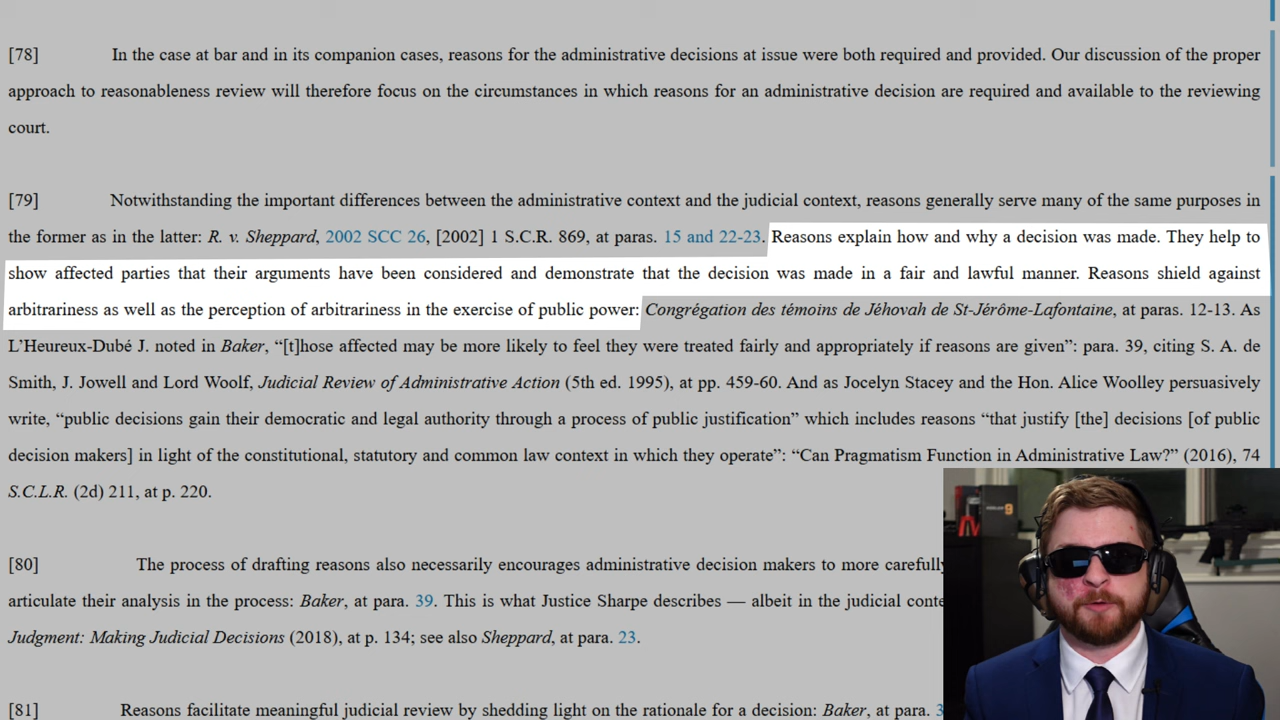 [78] In the case at bar and in its companion cases, reasons for the administrative decisions at issue were both required and provided. Our discussion of the proper
approach to reasonableness review will therefore focus on the circumstances in which reasons for an administrative decision are required and available to the reviewing
court.
[79] Notwithstanding the important differences between the administrative context and the judicial context, reasons generally serve many of the same purposes in
the former as in the latter: R. v. Sheppard, 2002 SCC 26, [2002] 1 S.C.R. 869, at paras. 15 and 22-23. Reasons explain how and why a decision was made. They help to
show affected parties that their arguments have been considered and demonstrate that the decision was made in a fair and lawful manner. Reasons shield against
arbitrariness as well as the perception of arbitrariness in the exercise of public power: Congrégation des témoins de Jéhovah de St-Jérôme-Lafontaine, at paras. 12-13. As
L’Heureux-Dubé J. noted in Baker, “[t]hose affected may be more likely to feel they were treated fairly and appropriately if reasons are given”: para. 39, citing S. A. de
Smith, J. Jowell and Lord Woolf, Judicial Review of Administrative Action (5th ed. 1995), at pp. 459-60. And as Jocelyn Stacey and the Hon. Alice Woolley persuasively
write, “public decisions gain their democratic and legal authority through a process of public justification” which includes reasons “that justify [the] decisions [of public
decision makers] in light of the constitutional, statutory and common law context in which they operate”: “Can Pragmatism Function in Administrative Law?” (2016), 74
S.C.L.R. (2d) 211, at p. 220.
[80] The process of drafting reasons also necessarily encourages administrative decision makers to more carefully
articulate their analysis in the process: Baker, at para. 39. This is what Justice Sharpe describes — albeit in the judicial conte
Judgment: Making Judicial Decisions (2018), at p. 134; see also Sheppard, at para. 23.
[81] Reasons facilitate meaningful judicial review by shedding light on the rationale for a decision: Baker, at para. 3